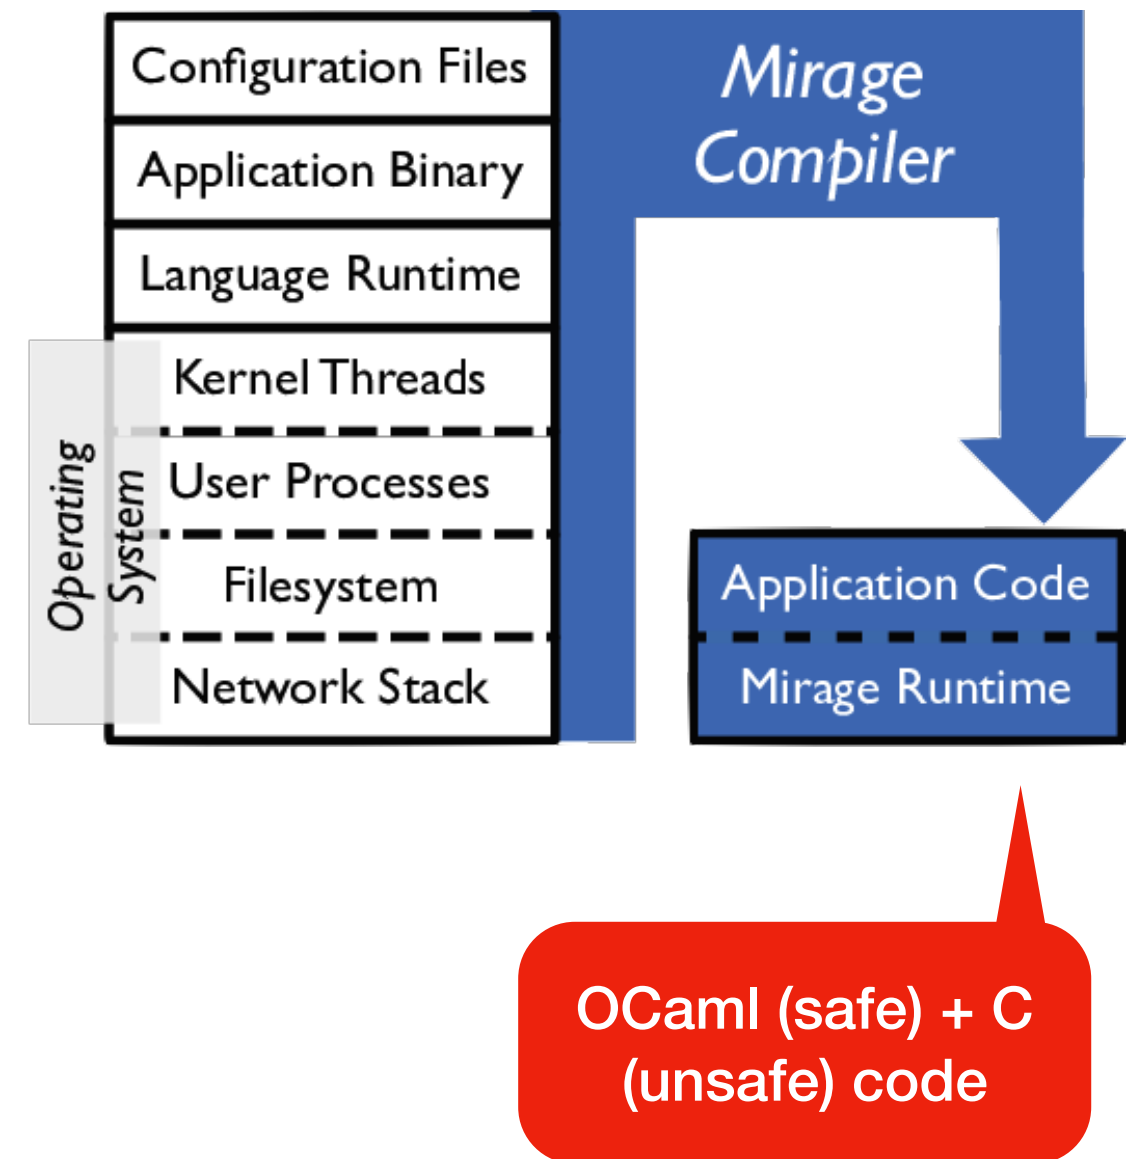 Configuration Files
Application Binary
Language Runtime
Kernel Threads
User Processes
Filesystem
Network Stack
Operating
System
Mirage
Compiler
Application Code
Mirage Runtime
OCaml (safe) + C
(unsafe) code